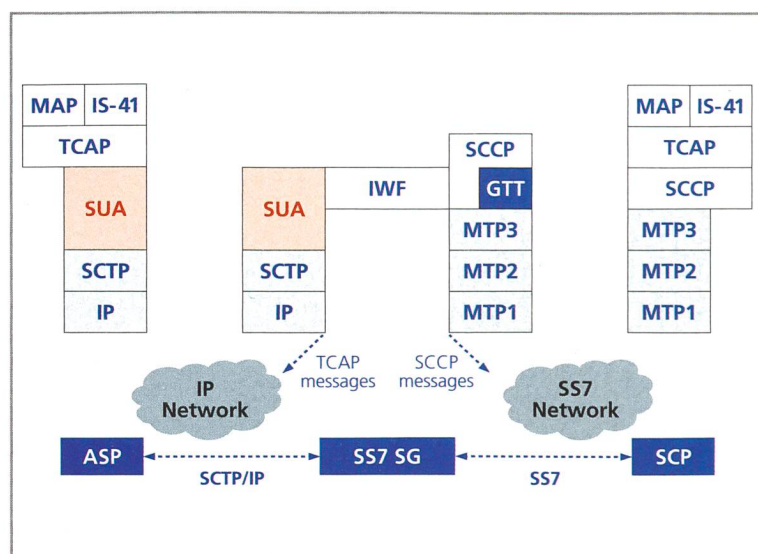 MAP IS-41
TCAP
SUA
SCTP
IP
SUA
SCTP
IP
IWF
SCCP
GTT
MTP3
MTP2
MTP1
MAP IS-41
TCAP
SCCP
MTP3
MTP2
MTP1
TCAP
messages
SCCP
messages
IP
Network
SS7
Network
ASP
SCTP/IP
SS7 SG
SS7
SCP